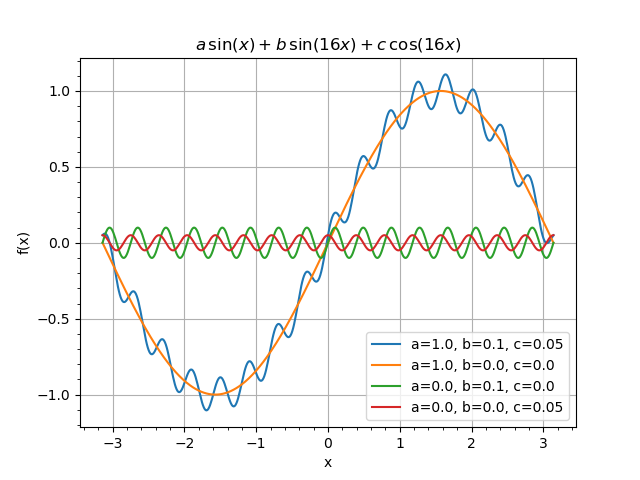 a sin(x) + b sin(16x) + c cos(16x)
f(x)
1.0
0.5
0.0
−0.5
−1.0
−3 −2 −1 0 1 2 3
x
a=1.0, b=0.1, c=0.05
a=1.0, b=0.0, c=0.0
a=0.0, b=0.1, c=0.0
a=0.0, b=0.0, c=0.05